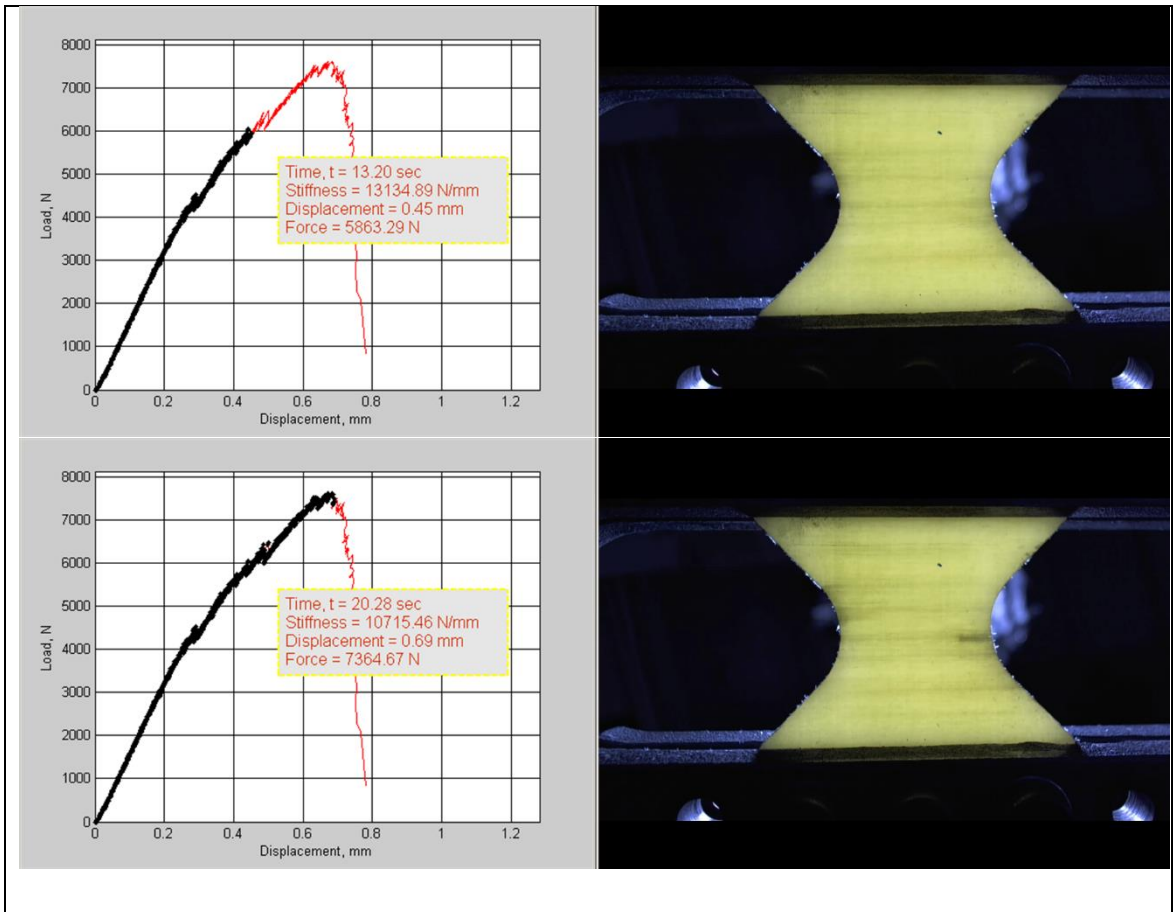 8000
7000
6000
5000
4000
3000
2000
1000
0
Load, N
Time, t = 13.20 sec
Stiffness = 13134.89 N/mm
Displacement = 0.45 mm
Force = 5863.29 N
0 0.2 0.4 0.6 0.8 1 1.2
Displacement, mm
8000
7000
6000
5000
4000
3000
2000
1000
0
Load, N
Time, t = 20.28 sec
Stiffness = 10715.46 N/mm
Displacement = 0.69 mm
Force = 7364.67 N
0 0.2 0.4 0.6 0.8 1 1.2
Displacement, mm